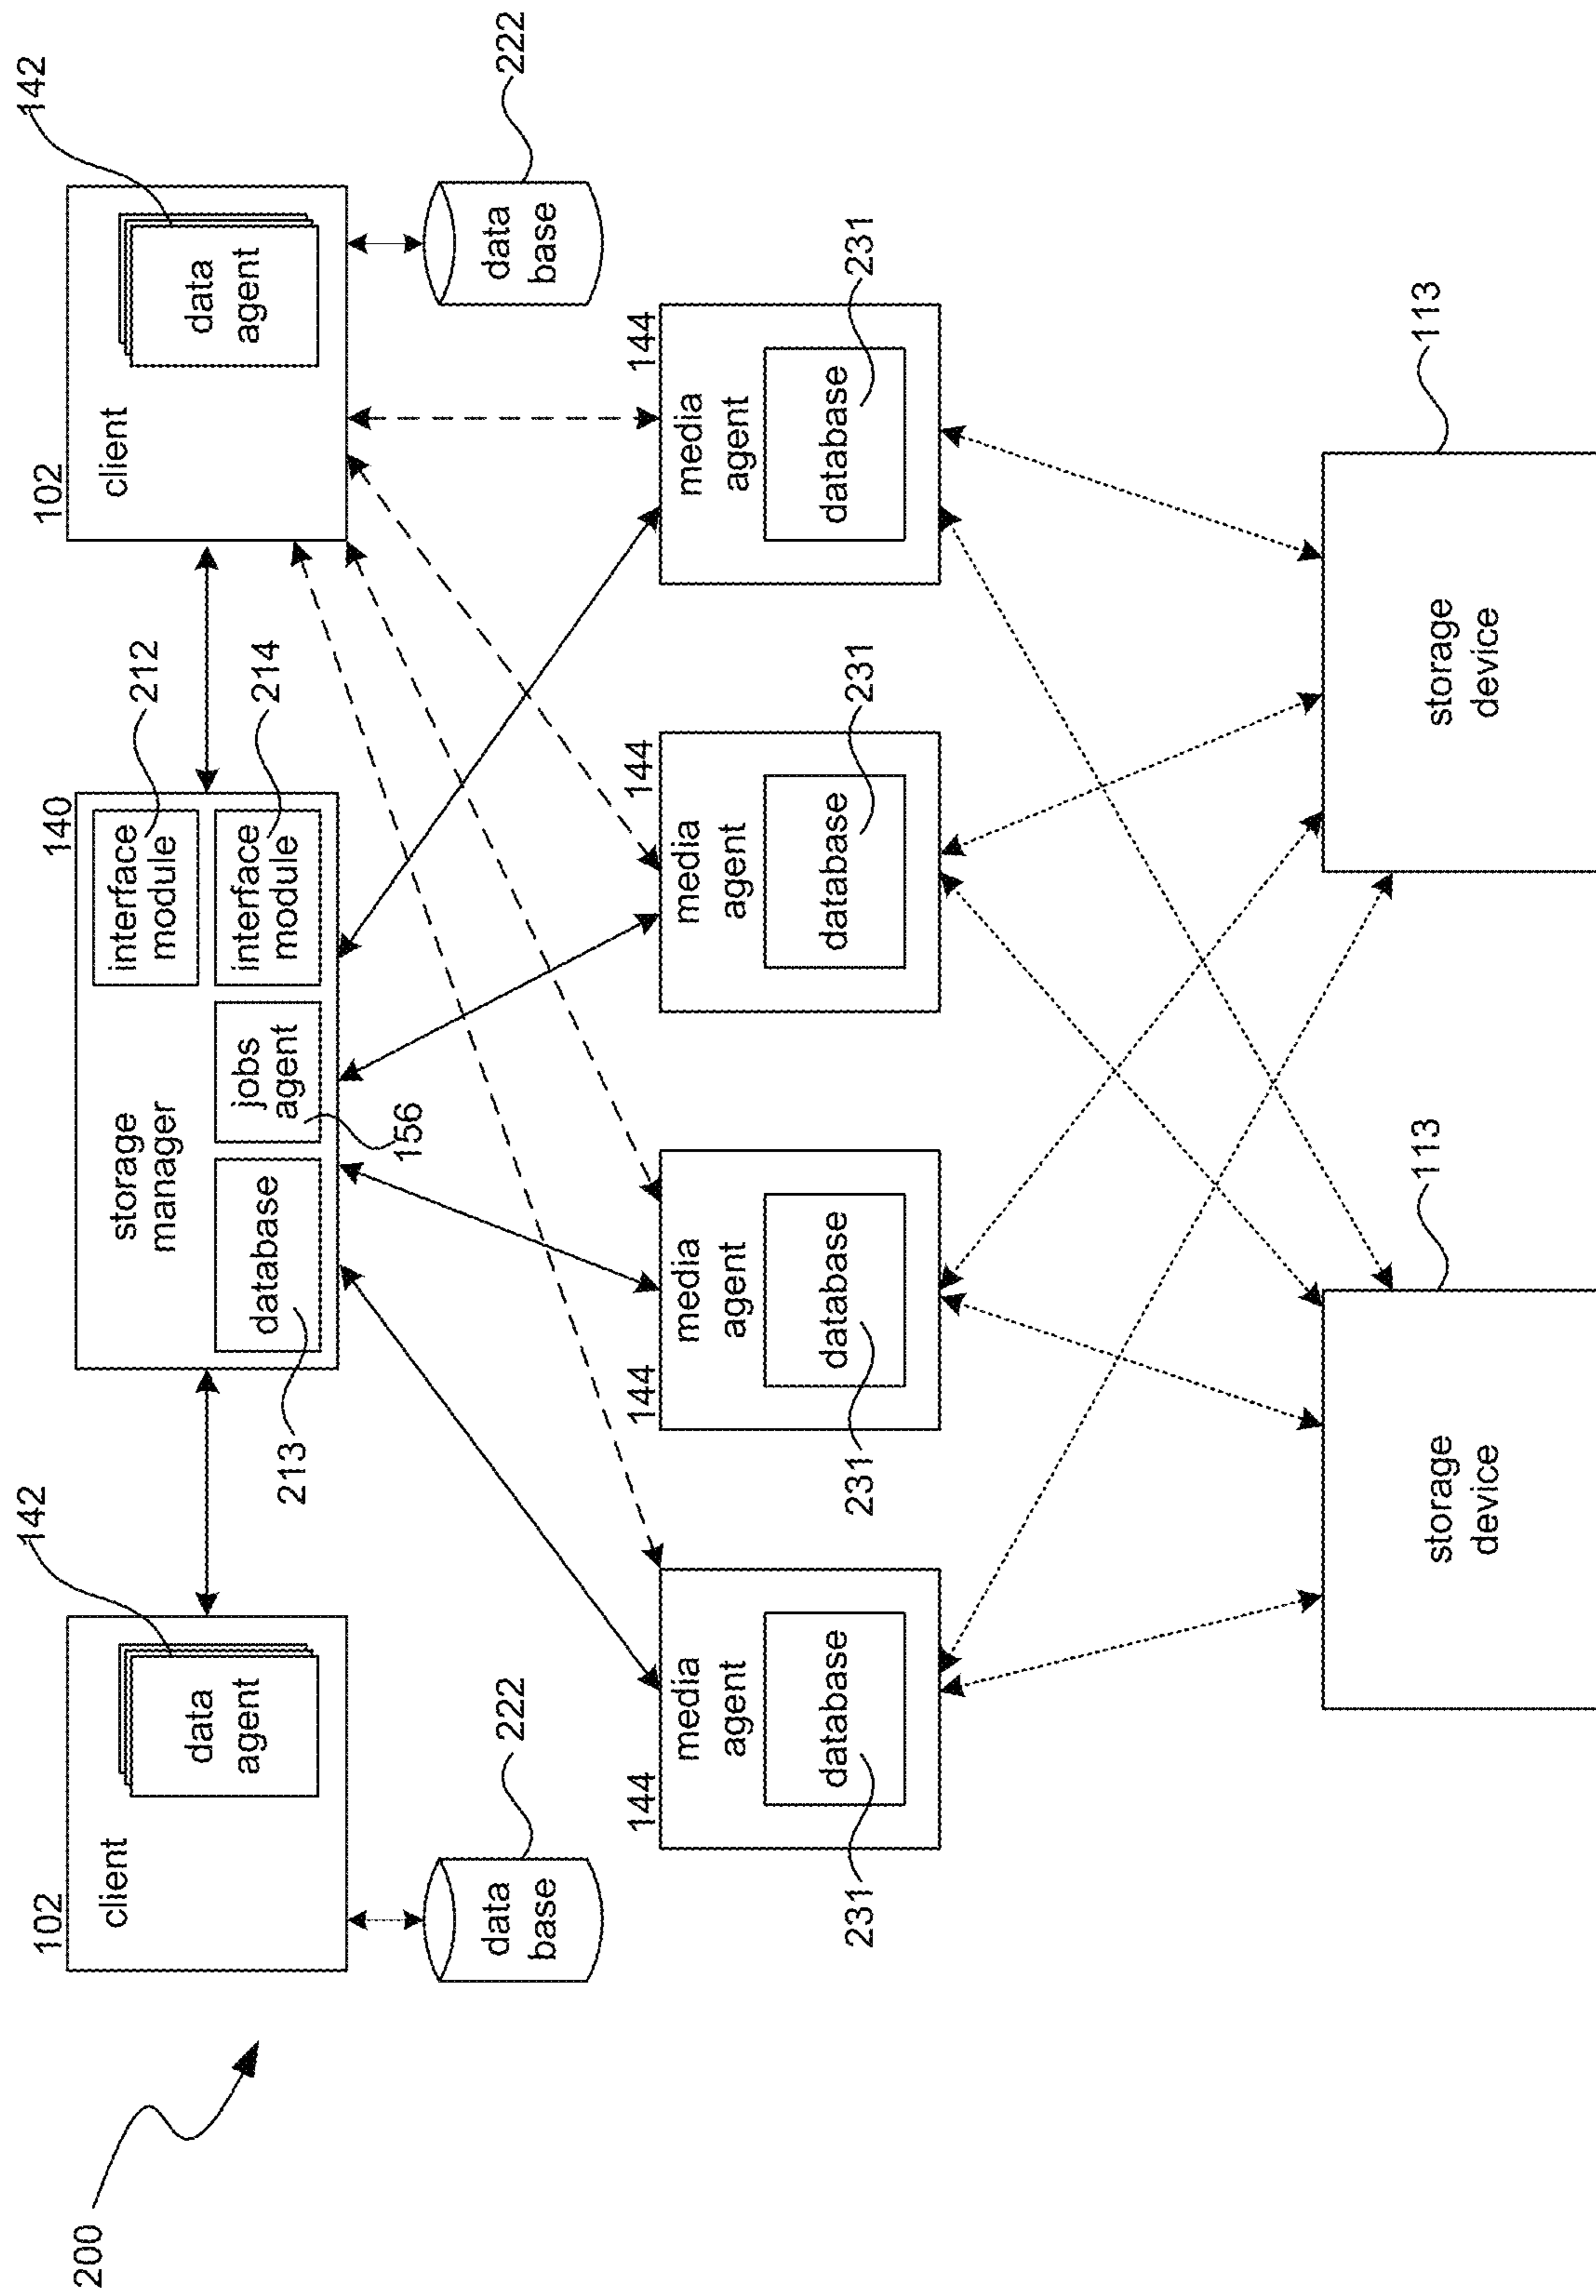 200
102
client
data
agent
142
data
base
222
140
storage
manager
database
213
jobs
agent
156
interface
module
212
interface
module
214
102
client
data
agent
142
data
base
222
144
media
agent
database
231
144
media
agent
database
231
144
media
agent
database
231
144
media
agent
database
231
storage
device
113
storage
device
113